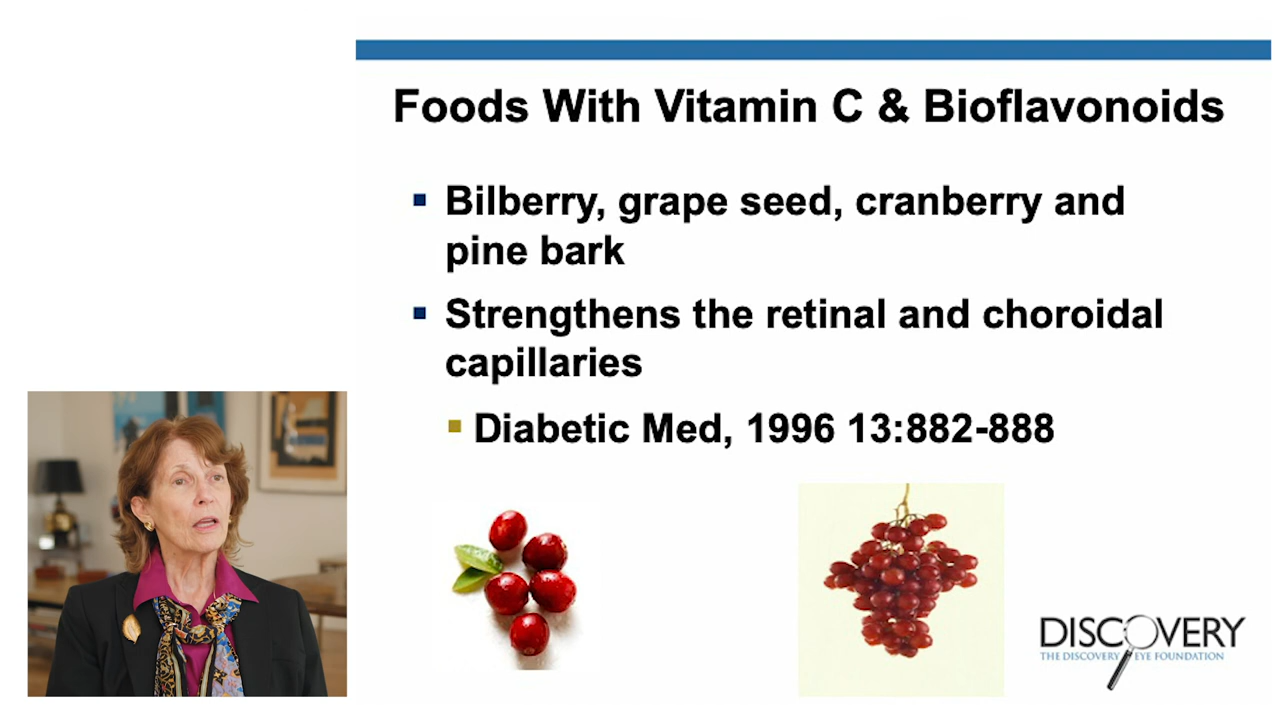 Foods With Vitamin C & Bioflavonoids
Bilberry, grape seed, cranberry and
pine bark
Strengthens the retinal and choroidal
capillaries
Diabetic Med, 1996 13:882-888
DISCOVERY
THE DISCOVERY EYE FOUNDATION